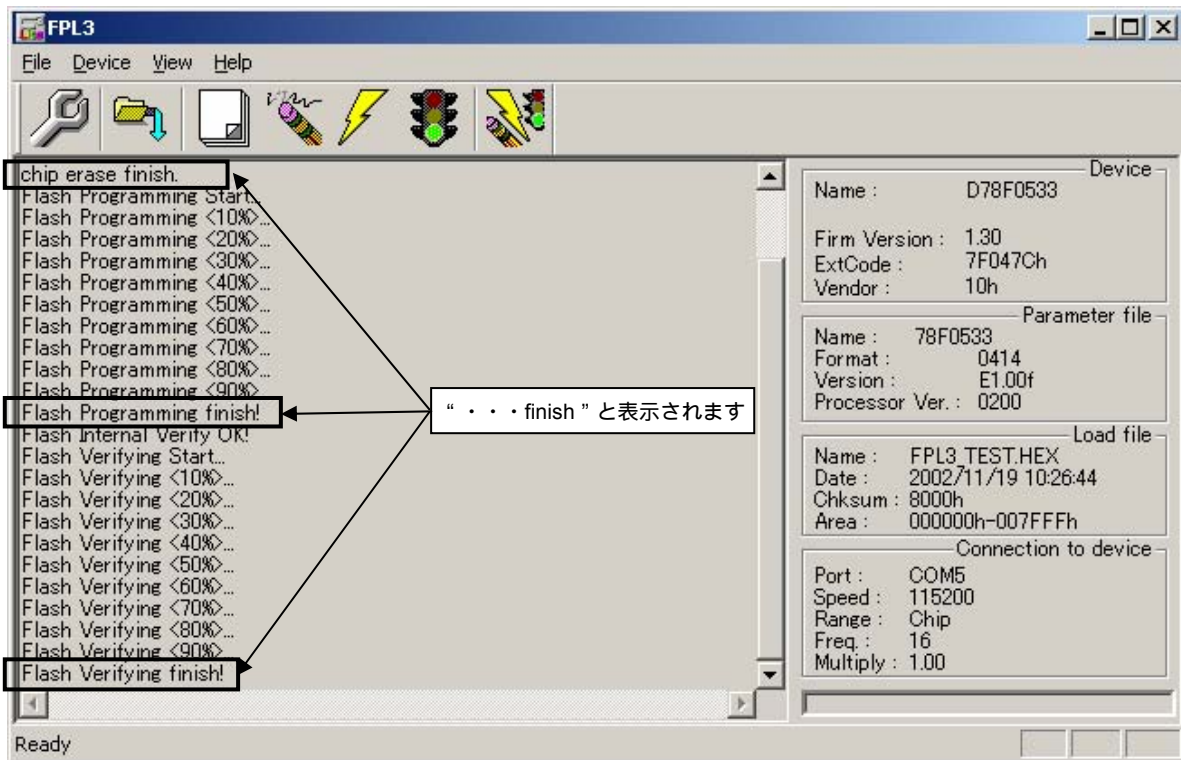 FPL3
File Device View Help
chip erase finish.
Flash Programming Start...
Flash Programming <10%>...
Flash Programming <20%>...
Flash Programming <30%>...
Flash Programming <40%>...
Flash Programming <50%>...
Flash Programming <60%>...
Flash Programming <70%>...
Flash Programming <80%>...
Flash Programming <90%>...
Flash Programming finish!
Flash Internal Verify OK!
Flash Verifying Start...
Flash Verifying <10%>...
Flash Verifying <20%>...
Flash Verifying <30%>...
Flash Verifying <40%>...
Flash Verifying <50%>...
Flash Verifying <60%>...
Flash Verifying <70%>...
Flash Verifying <80%>...
Flash Verifying <90%>...
Flash Verifying finish!
“・・・finish”と表示されます
Device
Name : D78F0533
Firm Version : 1.30
ExtCode : 7F047Ch
Vendor : 10h
Parameter file
Name : 78F0533
Format : 0414
Version : E1.00f
Processor Ver. : 0200
Load file
Name : FPL3_TEST.HEX
Date : 2002/11/19 10:26:44
Chksum : 8000h
Area : 000000h-007FFFh
Connection to device
Port : COM5
Speed : 115200
Range : Chip
Freq. : 16
Multiply : 1.00
Ready